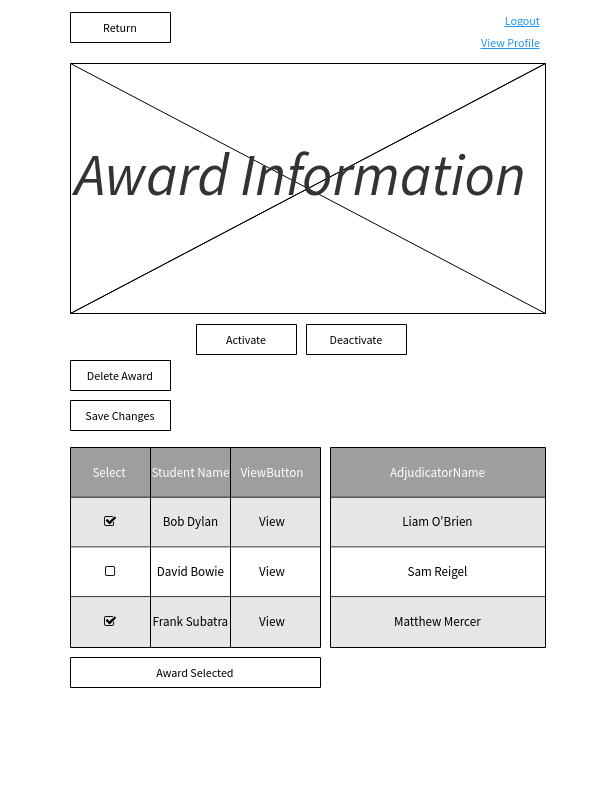 Return
Logout
View Profile
Award Information
Activate Deactivate
Delete Award
Save Changes
Select Student Name ViewButton AdjudicatorName
Bob Dylan View Liam O'Brien
David Bowie View Sam Reigel
Frank Subatra View Matthew Mercer
Award Selected